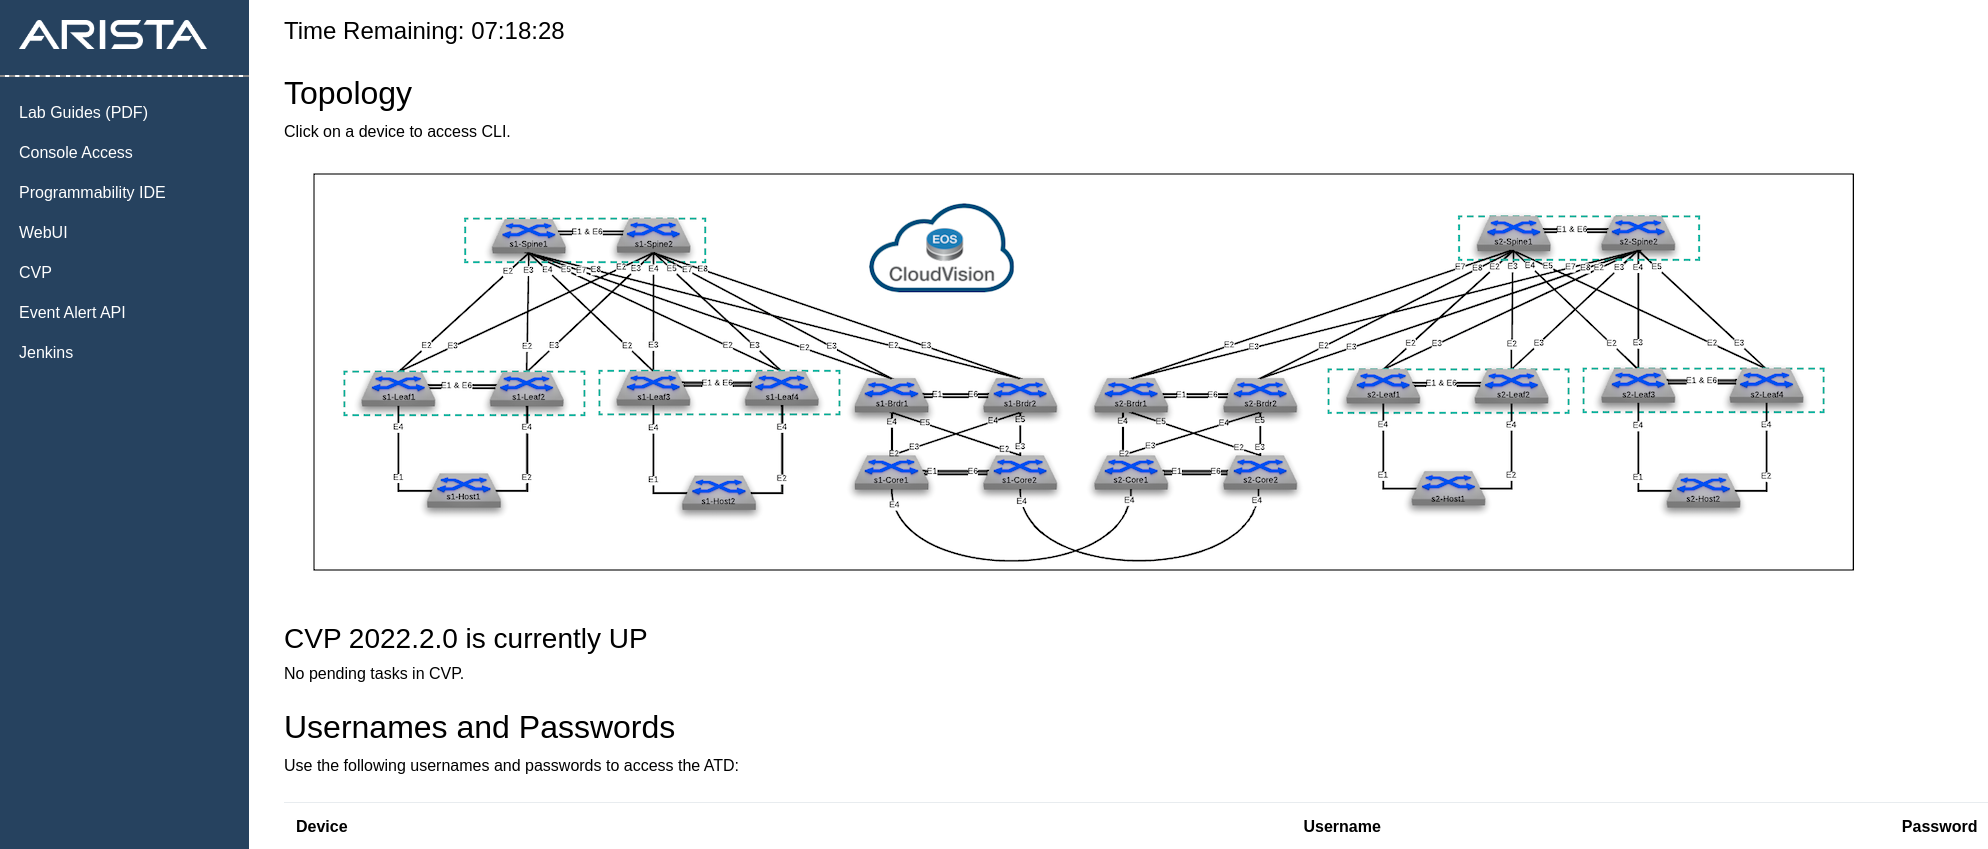 ARISTA
Lab Guides (PDF)
Console Access
Programmability IDE
WebUI
CVP
Event Alert API
Jenkins
Time Remaining: 07:18:28
Topology
Click on a device to access CLI.
s1-Spine1 E1 & E6 s1-Spine2
EOS
CloudVision
s2-Spine1 E1 & E6 s2-Spine2
E2 E3 E4 E5 E7 E8 E2 E3 E4 E5 E7 E8
E7 E8 E2 E3 E4 E5 E7 E8 E2 E3 E4 E5
E2 E3 E2 E3 E2 E3 E2 E3 E2 E3 E2 E3
E2 E3 E2 E3 E2 E3 E2 E3 E2 E3 E2 E3
s1-Leaf1 E1 & E6 s1-Leaf2
s1-Leaf3 E1 & E6 s1-Leaf4
s1-Brdr1 E1 E6 s1-Brdr2
s2-Brdr1 E1 E6 s2-Brdr2
s2-Leaf1 E1 & E6 s2-Leaf2
s2-Leaf3 E1 & E6 s2-Leaf4
E4 E4 E4 E4 E4 E5 E4 E5 E4 E5 E4 E5 E4 E4 E4 E4
E2 E3 E2 E3 E2 E3 E2 E3
s1-Core1 E1 E6 s1-Core2
s2-Core1 E1 E6 s2-Core2
E1 s1-Host1 E2
E1 s1-Host2 E2
E1 s2-Host1 E2
E1 s2-Host2 E2
E4 E4 E4 E4
CVP 2022.2.0 is currently UP
No pending tasks in CVP.
Usernames and Passwords
Use the following usernames and passwords to access the ATD:
Device Username Password